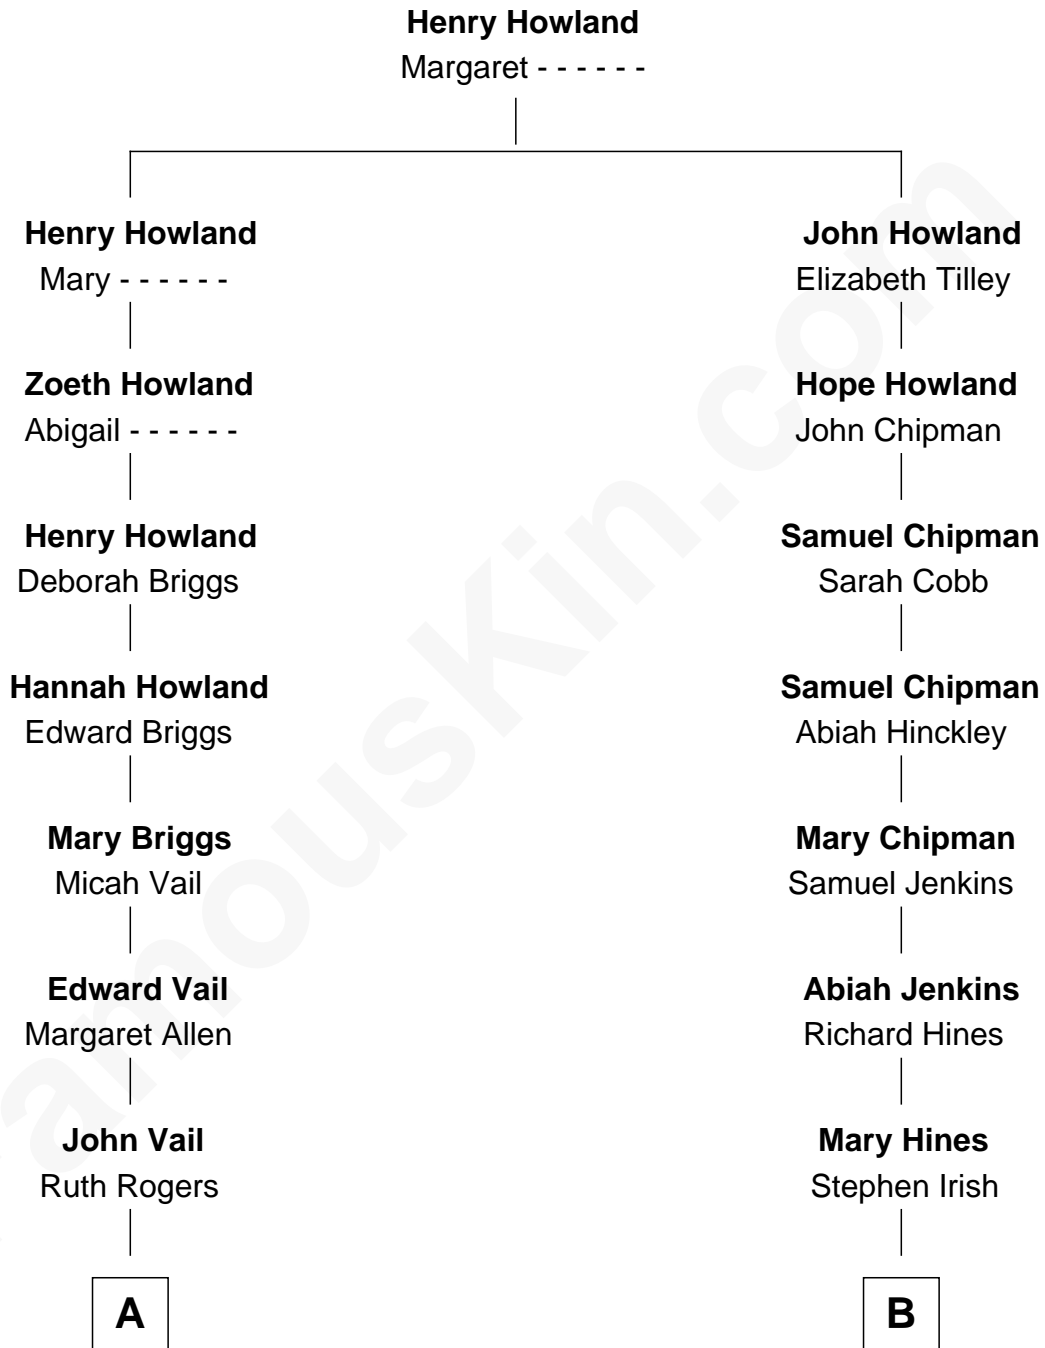 Henry Howland
Margaret - - - - - -
Henry Howland
Mary - - - - - -
Zoeth Howland
Abigail - - - - - -
Henry Howland
Deborah Briggs
Hannah Howland
Edward Briggs
Mary Briggs
Micah Vail
Edward Vail
Margaret Allen
John Vail
Ruth Rogers
A
John Howland
Elizabeth Tilley
Hope Howland
John Chipman
Samuel Chipman
Sarah Cobb
Samuel Chipman
Abiah Hinckley
Mary Chipman
Samuel Jenkins
Abiah Jenkins
Richard Hines
Mary Hines
Stephen Irish
B
amouskin.com